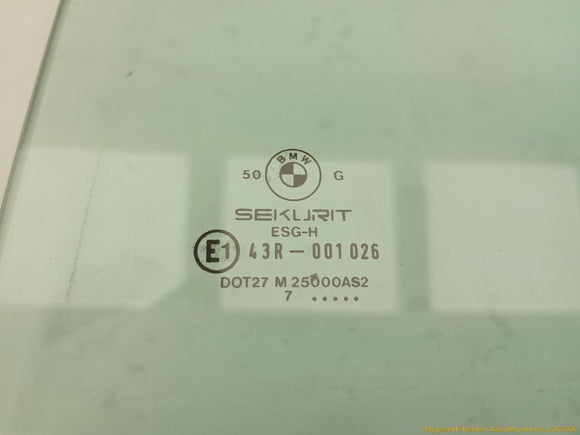 BMW
50 G
SEKURIT
ESG-H
E1 43R-001026
DOT27 M 25000AS2
7 .....